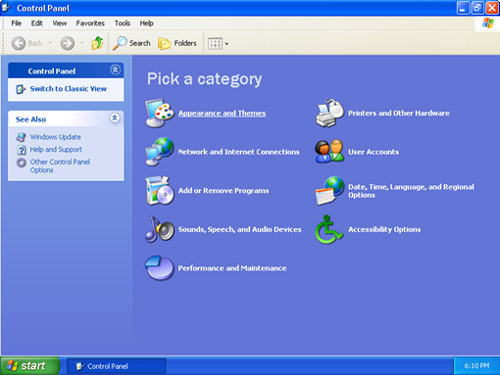 Control Panel
File Edit View Favorites Tools Help
Back Search Folders
Control Panel
Switch to Classic View
See Also
Windows Update
Help and Support
Other Control Panel
Options
Pick a category
Appearance and Themes
Printers and Other Hardware
Network and Internet Connections
User Accounts
Add or Remove Programs
Date, Time, Language, and Regional
Options
Sounds, Speech, and Audio Devices
Accessibility Options
Performance and Maintenance
start
Control Panel
6:10 PM